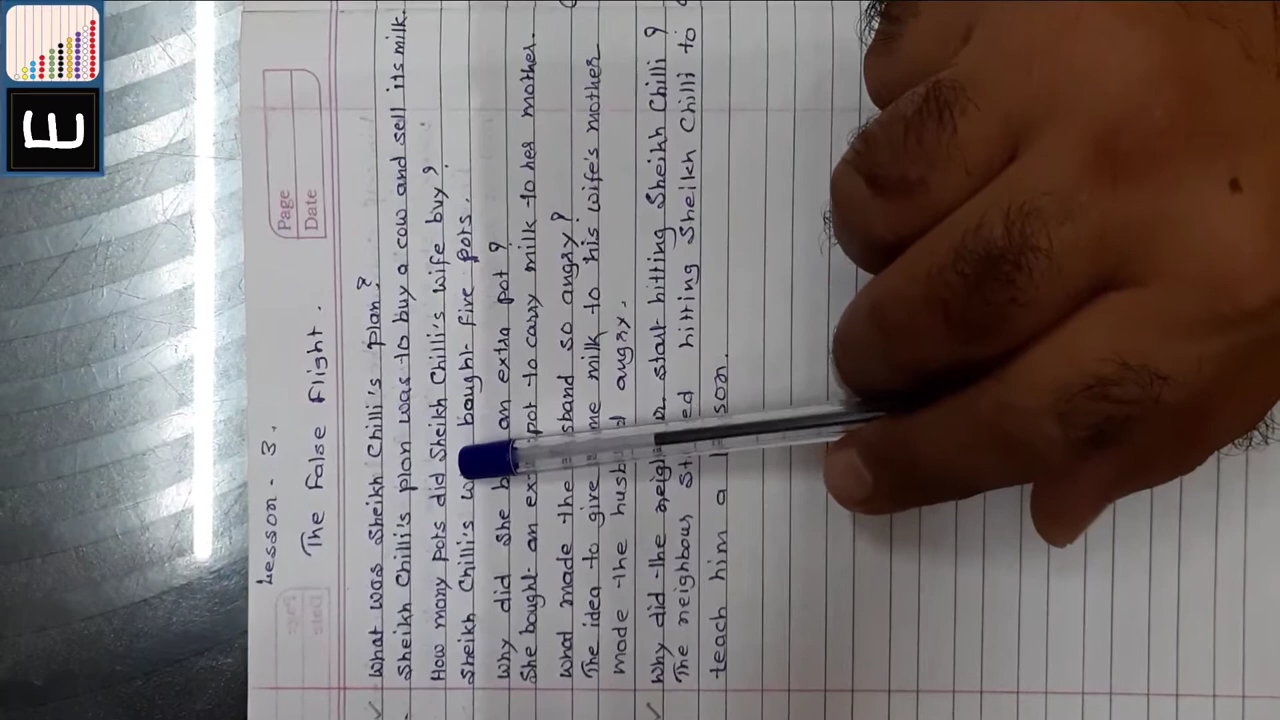 E
Page
Date
Lesson - 3.
The False Flight.
What was Sheikh Chilli's plan?
Sheikh Chilli's plan was to buy a cow and sell its milk.
How many pots did Sheikh Chilli's wife buy?
Sheikh Chilli's bought five pots.
Why did she an extra pot?
She bought an pot to carry milk to her mother.
What made the so angry?
The idea to give milk to his wife's mother
made the angry.
Why did the start hitting Sheikh Chilli?
The neighbour hitting Sheikh Chilli to
teach him a